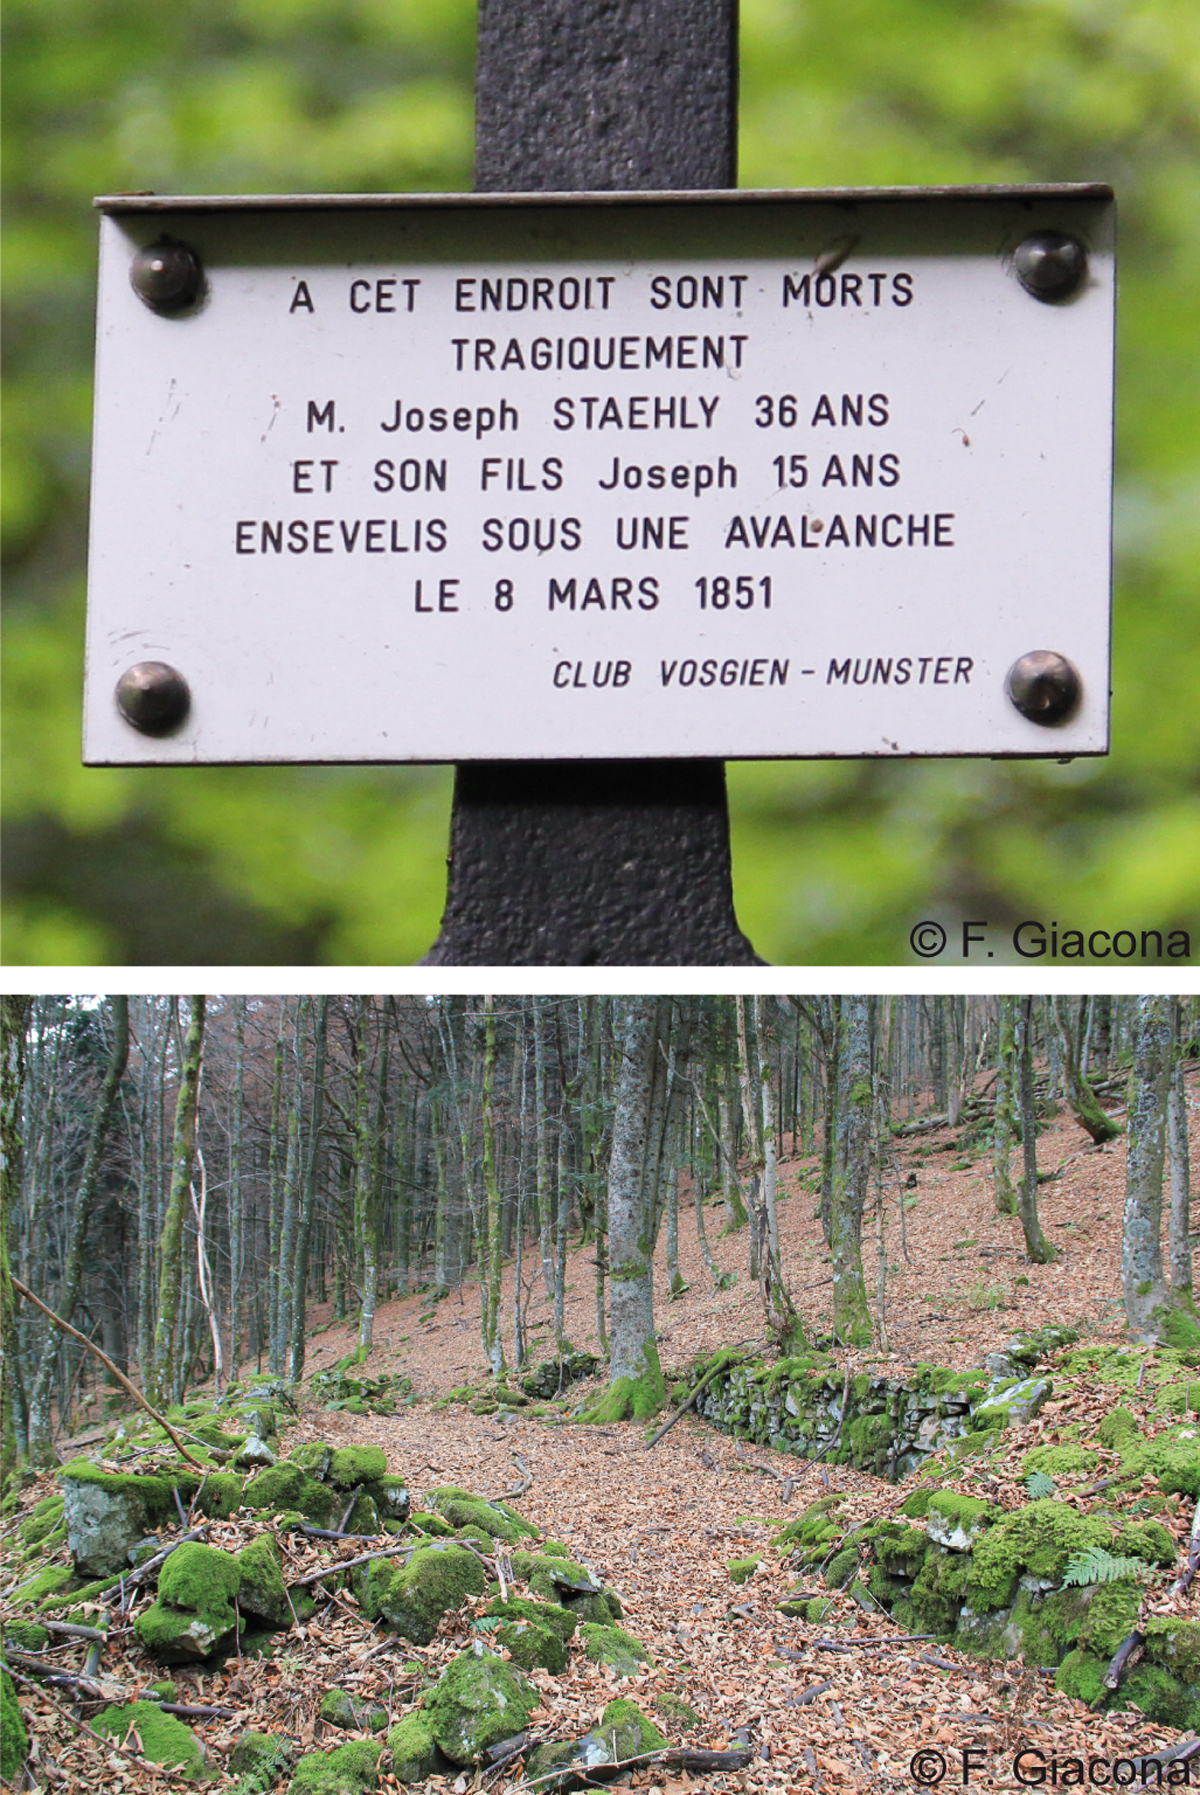 A CET ENDROIT SONT MORTS
TRAGIQUEMENT
M. Joseph STAEHLY 36 ANS
ET SON FILS Joseph 15 ANS
ENSEVELIS SOUS UNE AVALANCHE
LE 8 MARS 1851
CLUB VOSGIEN - MUNSTER
© F. Giacona
© F. Giacona